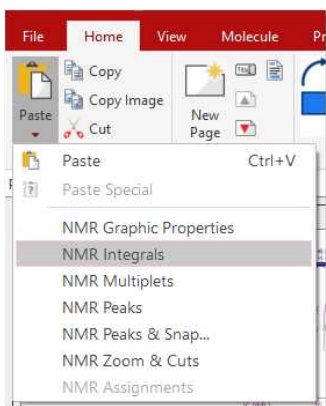 File Home View Molecule
Copy
Copy Image
Cut
Paste
New
Page
Paste Ctrl+V
Paste Special
NMR Graphic Properties
NMR Integrals
NMR Multiplets
NMR Peaks
NMR Peaks & Snap...
NMR Zoom & Cuts
NMR Assignments